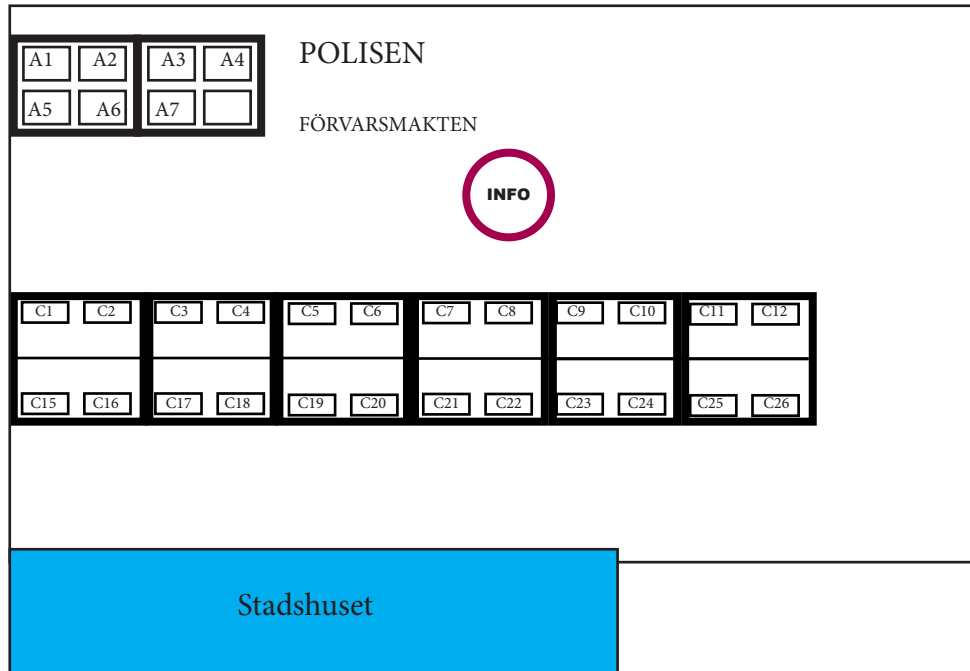 A1 A2 A3 A4
POLISEN
A5 A6 A7
FÖRVARSMAKTEN
INFO
C1 C2 C3 C4 C5 C6 C7 C8 C9 C10 C11 C12
C15 C16 C17 C18 C19 C20 C21 C22 C23 C24 C25 C26
Stadshuset